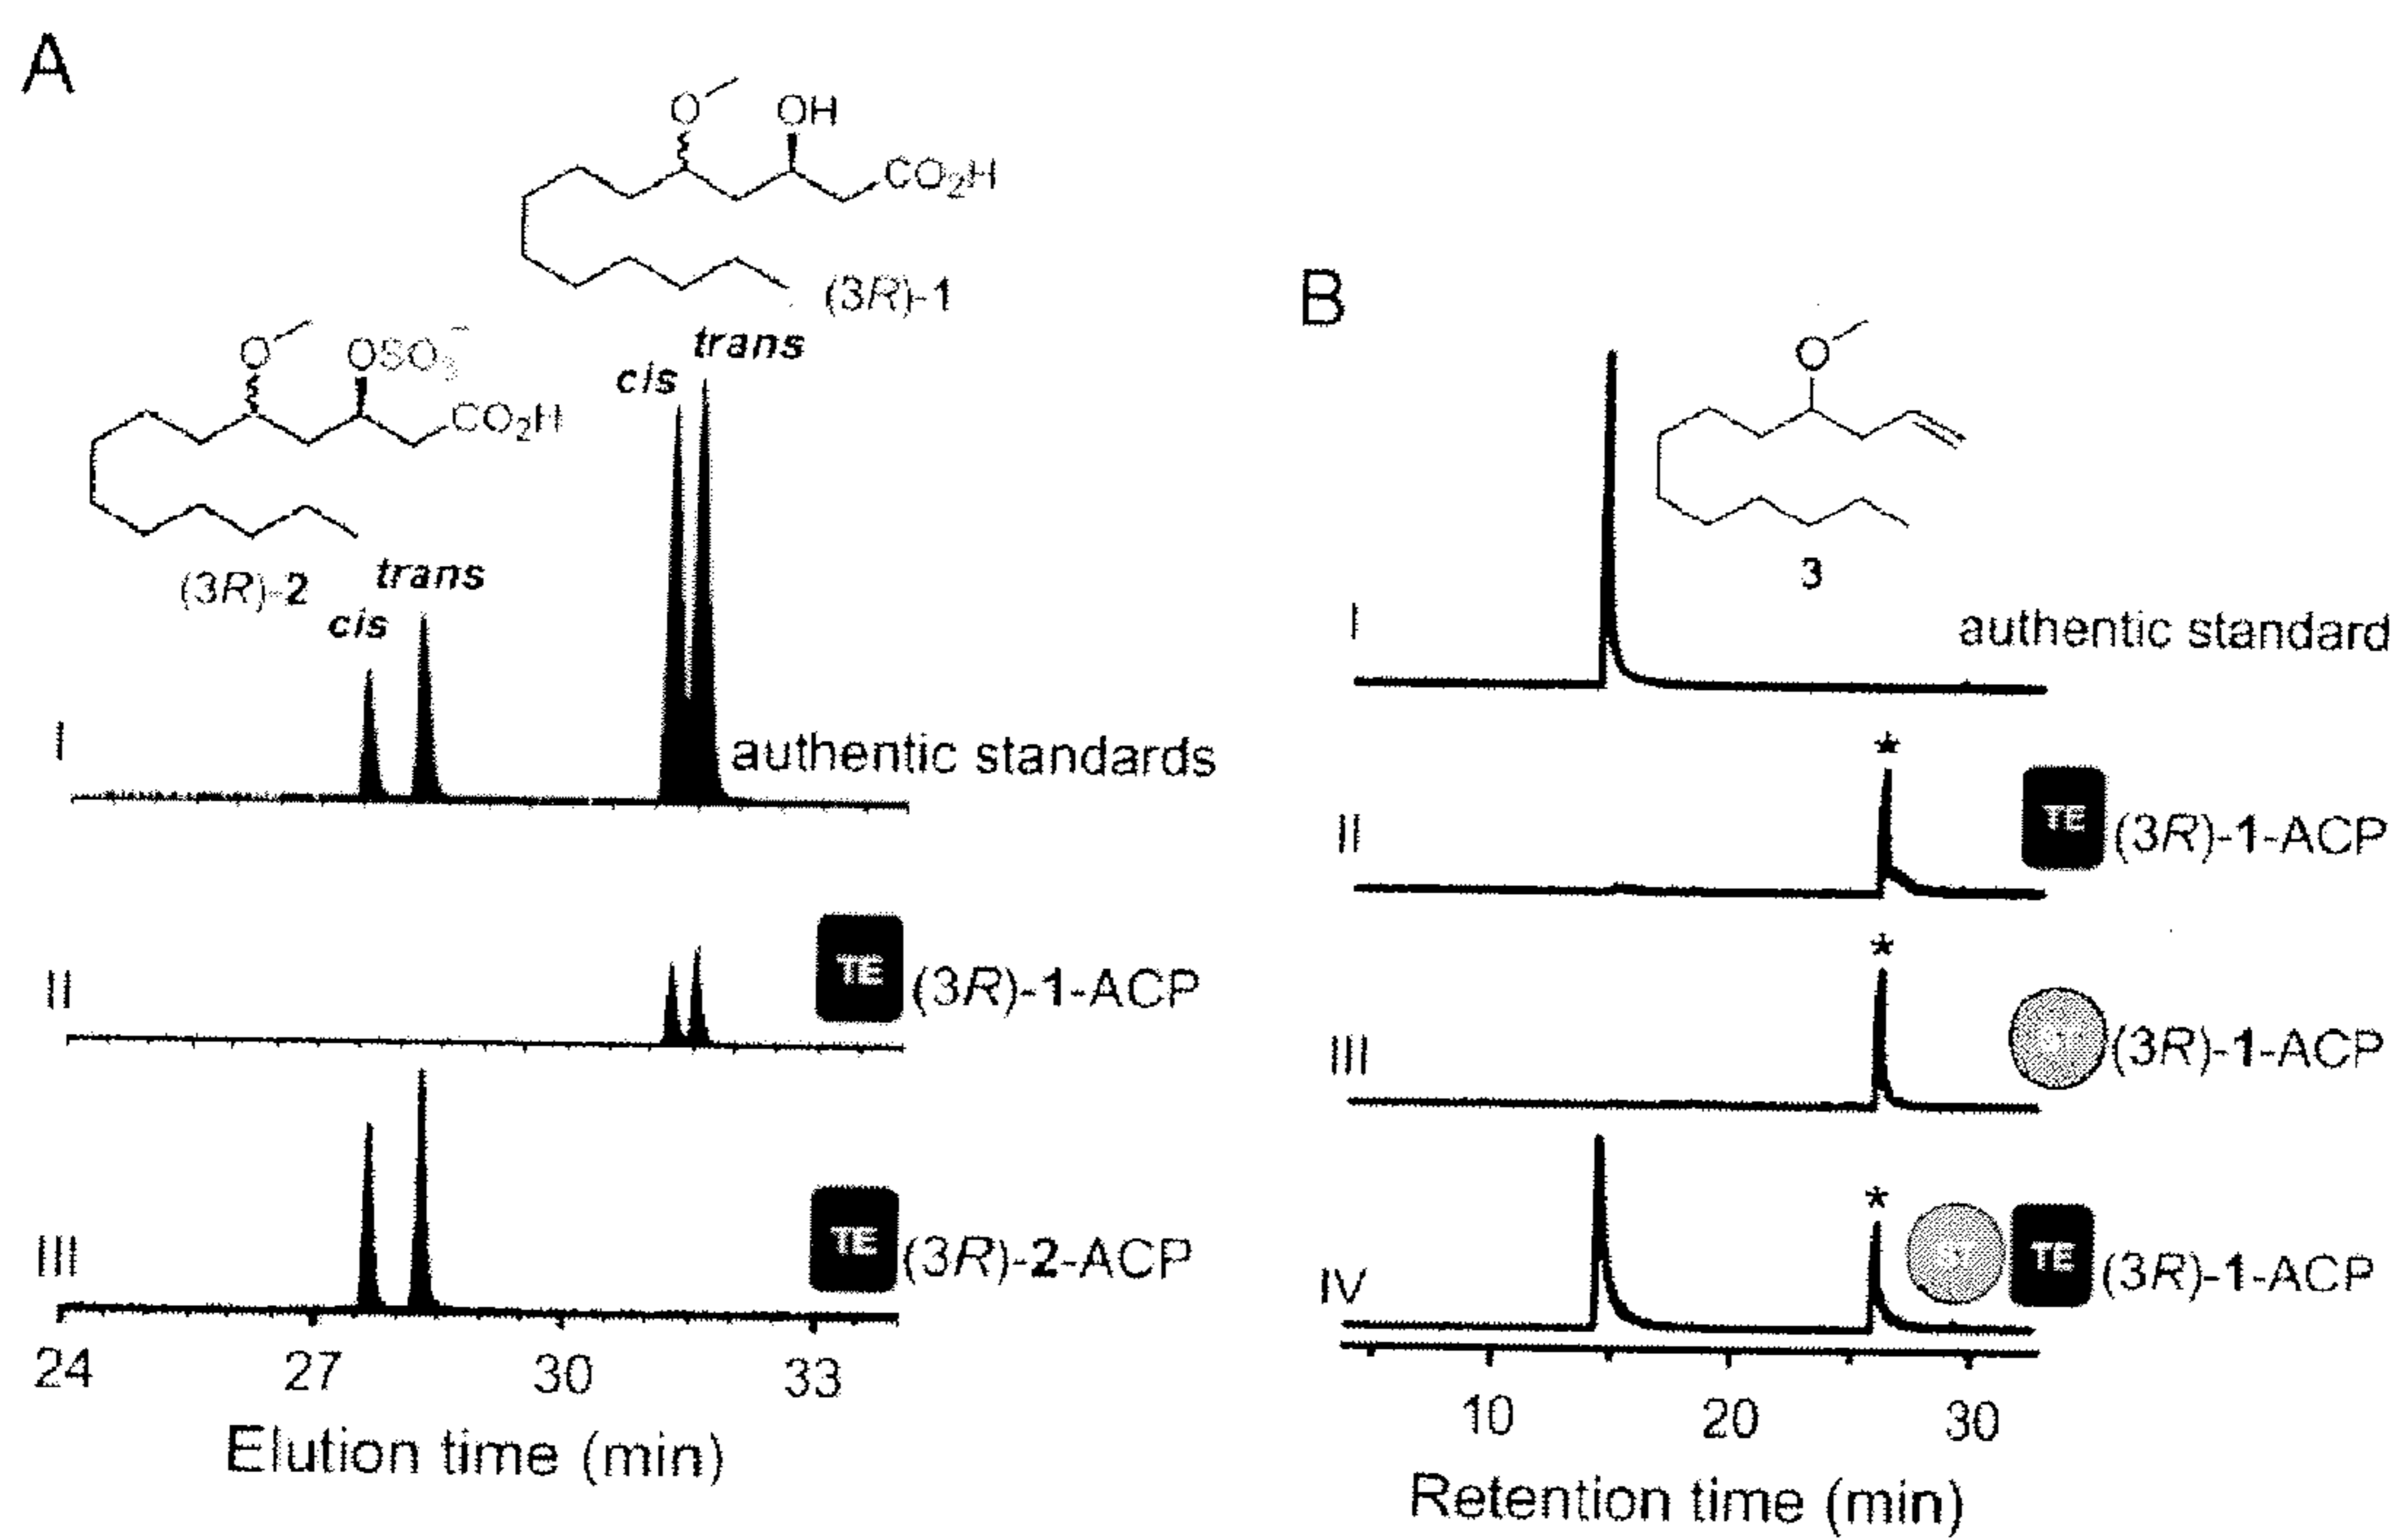 A
O
OH
CO2H
(3R)-1
cis
trans
O
OSO3-
CO2H
(3R)-2
cis
trans
I
authentic standards
II
TE
(3R)-1-ACP
III
TE
(3R)-2-ACP
24
27
30
33
Elution time (min)
B
O
3
I
authentic standard
*
II
TE
(3R)-1-ACP
*
III
ST
(3R)-1-ACP
*
IV
ST
TE
(3R)-1-ACP
10
20
30
Retention time (min)